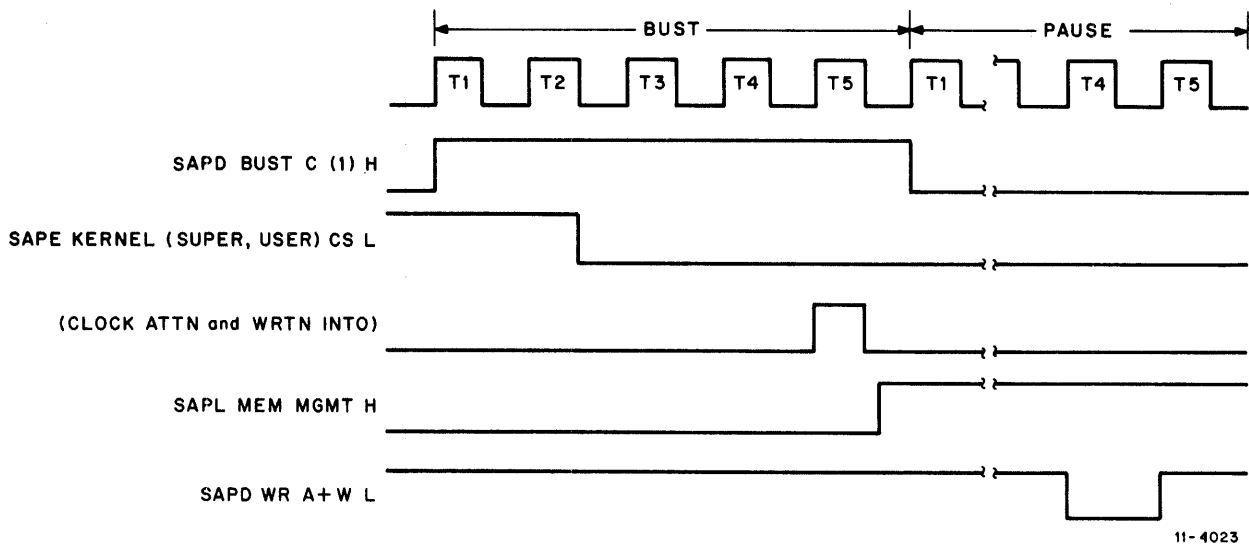 BUST PAUSE
T1 T2 T3 T4 T5 T1 T4 T5
SAPD BUST C (1) H
SAPE KERNEL (SUPER, USER) CS L
(CLOCK ATTN and WRTN INTO)
SAPL MEM MGMT H
SAPD WR A+W L
11-4023